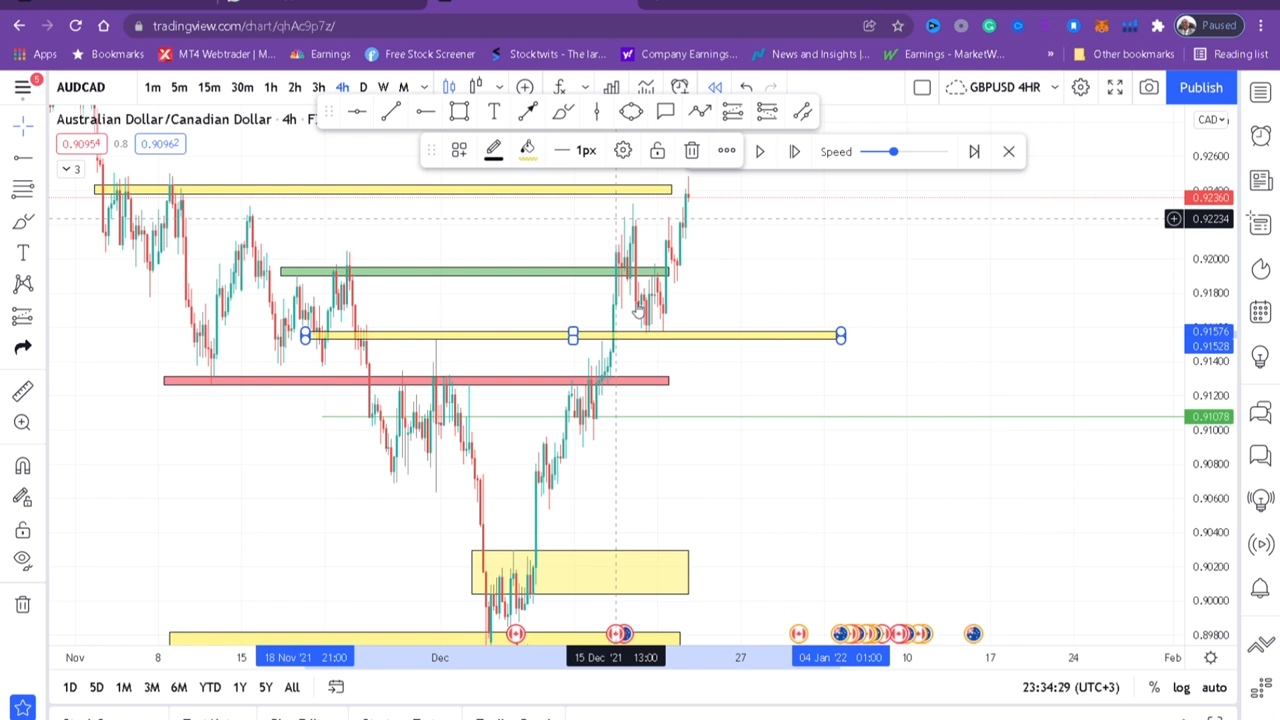 tradingview.com/chart/qhAc9p7z/
Paused
Apps
Bookmarks
MT4 Webtrader | M...
Earnings
Free Stock Screener
Stocktwits - The lar...
Company Earnings...
News and Insights |...
Earnings - MarketW...
»
Other bookmarks
Reading list
5
AUDCAD
1m 5m 15m 30m 1h 2h 3h 4h D W M
GBPUSD 4HR
Publish
Australian Dollar/Canadian Dollar · 4h ·
CAD
0.90954 0.8 0.90962
1px
Speed
3
0.92600
0.92360
0.92234
0.92000
0.91800
0.91576
0.91528
0.91400
0.91200
0.91078
0.91000
0.90800
0.90600
0.90400
0.90200
0.90000
0.89800
Nov 8 15 18 Nov '21 21:00 Dec 15 Dec '21 13:00 27 04 Jan '22 01:00 10 17 24 Feb
1D 5D 1M 3M 6M YTD 1Y 5Y All
23:34:29 (UTC+3) % log auto